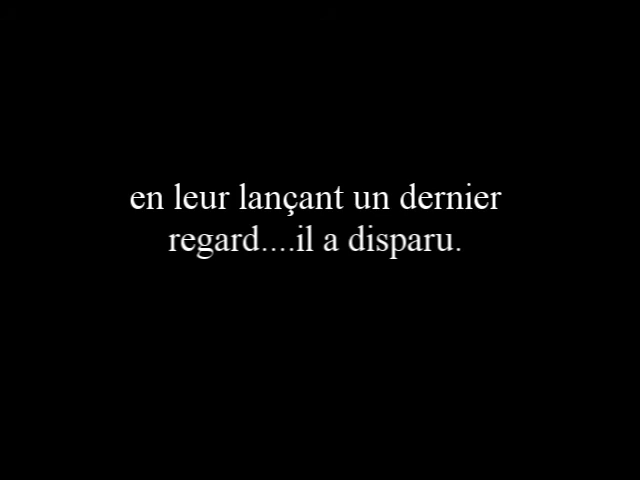 en leur lançant un dernier
regard....il a disparu.